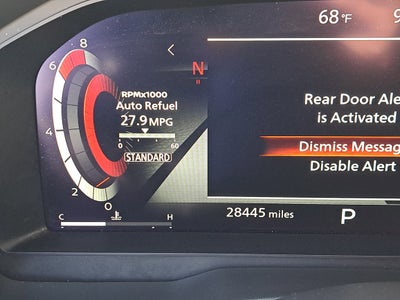 68°F 9
8
6
4
2
0
<
N
RPMx1000
Auto Refuel
27.9 MPG
0 60
STANDARD
Rear Door Ale
is Activated
Dismiss Messag
Disable Alert
C H
28445 miles P